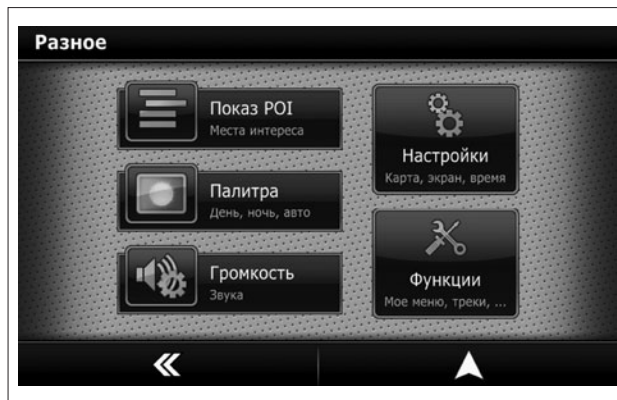 Разное
Показ POI
Места интереса
Палитра
День, ночь, авто
Громкость
Звука
Настройки
Карта, экран, время
Функции
Мое меню, треки, ...